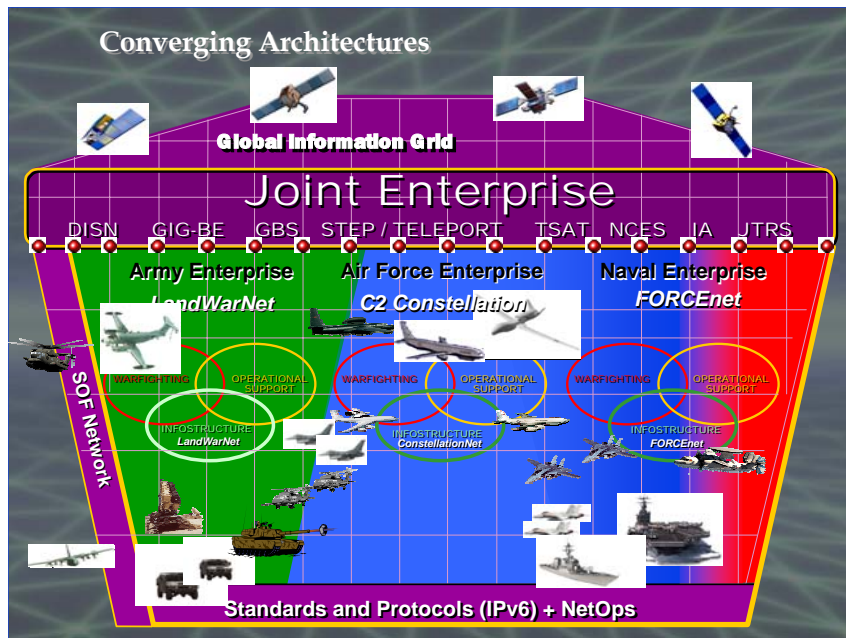 Converging Architectures
Global Information Grid
Joint Enterprise
DISN GIG-BE GBS STEP / TELEPORT TSAT NCES IA JTRS
Army Enterprise Air Force Enterprise Naval Enterprise
LandWarNet C2 Constellation FORCEnet
WARFIGHTING OPERATIONAL WARFIGHTING OPERATIONAL WARFIGHTING OPERATIONAL
SUPPORT SUPPORT SUPPORT
INFOSTRUCTURE INFOSTRUCTURE INFOSTRUCTURE
LandWarNet ConstellationNet FORCEnet
SOF Network
Standards and Protocols (IPv6) + NetOps